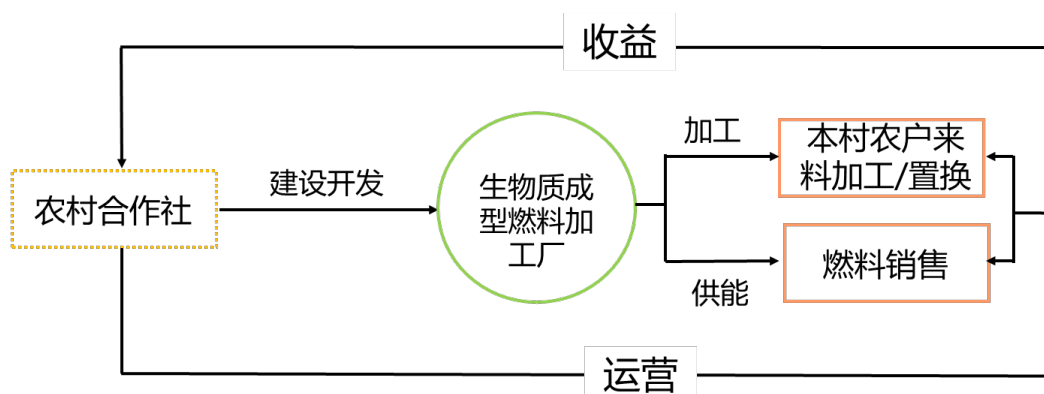 收益
加工
本村农户来
料加工/置换
建设开发
农村合作社
生物质成
型燃料加
工厂
燃料销售
供能
运营